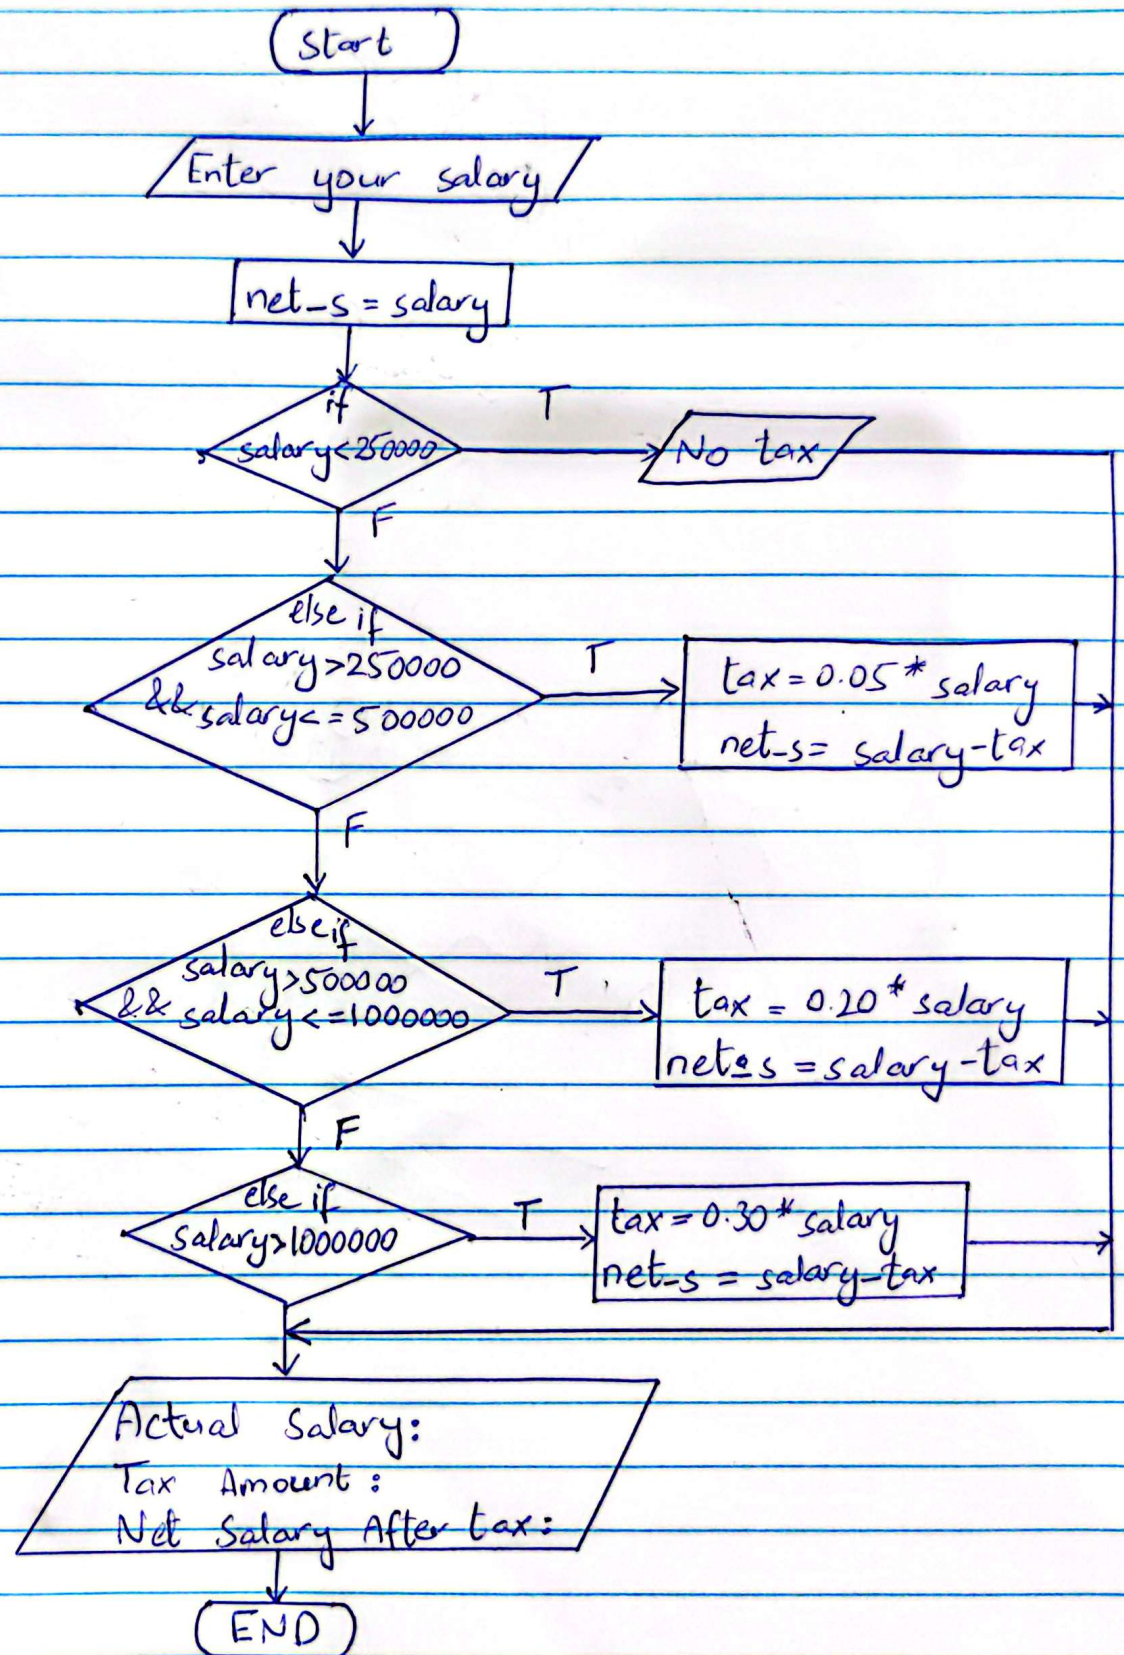 Start
Enter your salary
net_s = salary
if
salary<250000
T
No tax
F
else if
salary>250000
&& salary<=500000
T
tax=0.05* salary
net_s= salary-tax
F
else if
salary>500000
&& salary<=1000000
T
tax = 0.20* salary
net_s = salary-tax
F
else if
salary>1000000
T
tax=0.30* salary
net_s = salary-tax
Actual Salary:
Tax Amount:
Net Salary After tax:
END